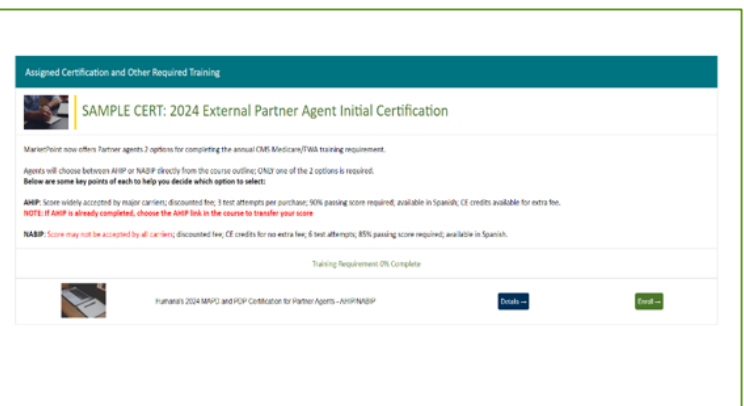 Assigned Certification and Other Required Training
SAMPLE CERT: 2024 External Partner Agent Initial Certification
MarketPoint now offers Partner agents 2 options for completing the annual CMS Medicare/FWA training requirement.
Agents will choose between AHIP or NABIP directly from the course outline; ONLY one of the 2 options is required.
Below are some key points of each to help you decide which option to select:
AHIP: Score widely accepted by major carriers; discounted fee; 3 test attempts per purchase; 90% passing score required; available in Spanish; CE credits available for extra fee.
NOTE: If AHIP is already completed, choose the AHIP link in the course to transfer your score
NABIP: Score may not be accepted by all carriers; discounted fee; CE credits for no extra fee; 6 test attempts; 85% passing score required; available in Spanish.
Training Requirement 0% Complete
Humana's 2024 MAPD and PDP Certification for Partner Agents - AHIP/NABIP
Details→
Enroll→